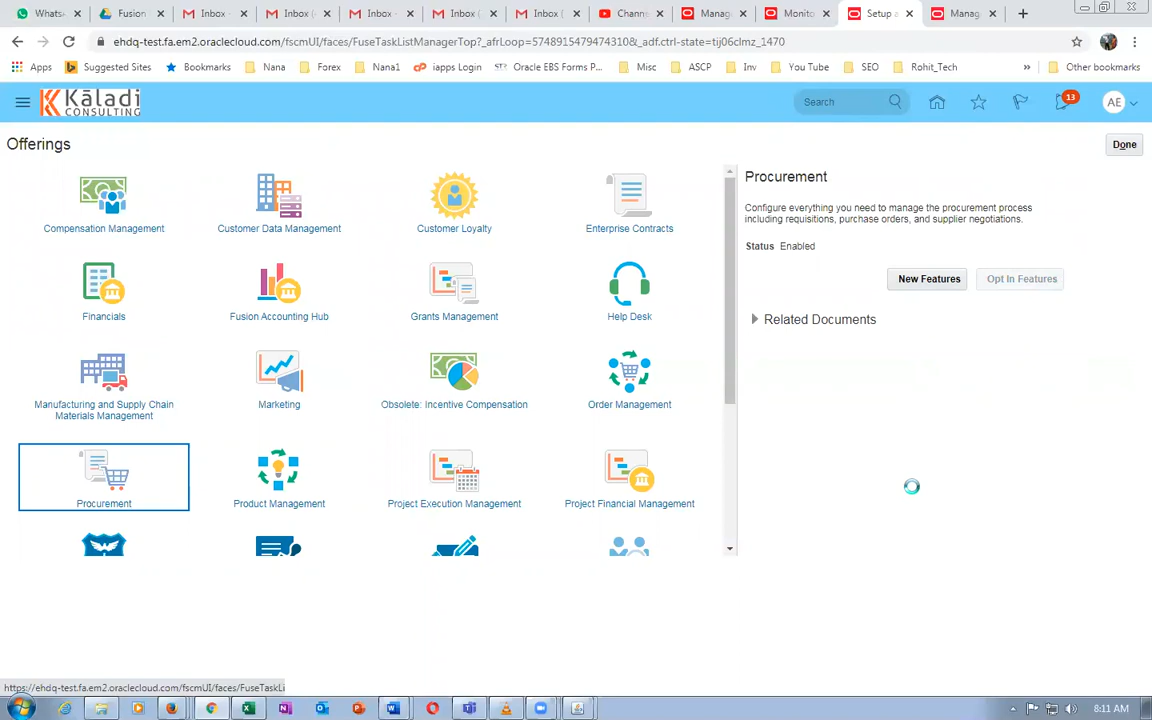 Whats
Fusion
Inbox -
Inbox (
Inbox -
Inbox (
Inbox (
Chann
Manag
Monito
Setup a
Manag
ehdq-test.fa.em2.oraclecloud.com/fscmUI/faces/FuseTaskListManagerTop?_afrLoop=5748915479474310&_adf.ctrl-state=tij06clmz_1470
Apps
Suggested Sites
Bookmarks
Nana
Forex
Nana1
iapps Login
Oracle EBS Forms P...
Misc
ASCP
Inv
You Tube
SEO
Rohit_Tech
»
Other bookmarks
Kāladi
CONSULTING
Search
13
AE
Offerings
Done
Compensation Management
Customer Data Management
Customer Loyalty
Enterprise Contracts
Financials
Fusion Accounting Hub
Grants Management
Help Desk
Manufacturing and Supply Chain
Materials Management
Marketing
Obsolete: Incentive Compensation
Order Management
Procurement
Product Management
Project Execution Management
Project Financial Management
Procurement
Configure everything you need to manage the procurement process
including requisitions, purchase orders, and supplier negotiations.
Status Enabled
New Features
Opt In Features
Related Documents
https://ehdq-test.fa.em2.oraclecloud.com/fscmUI/faces/FuseTaskLi
8:11 AM